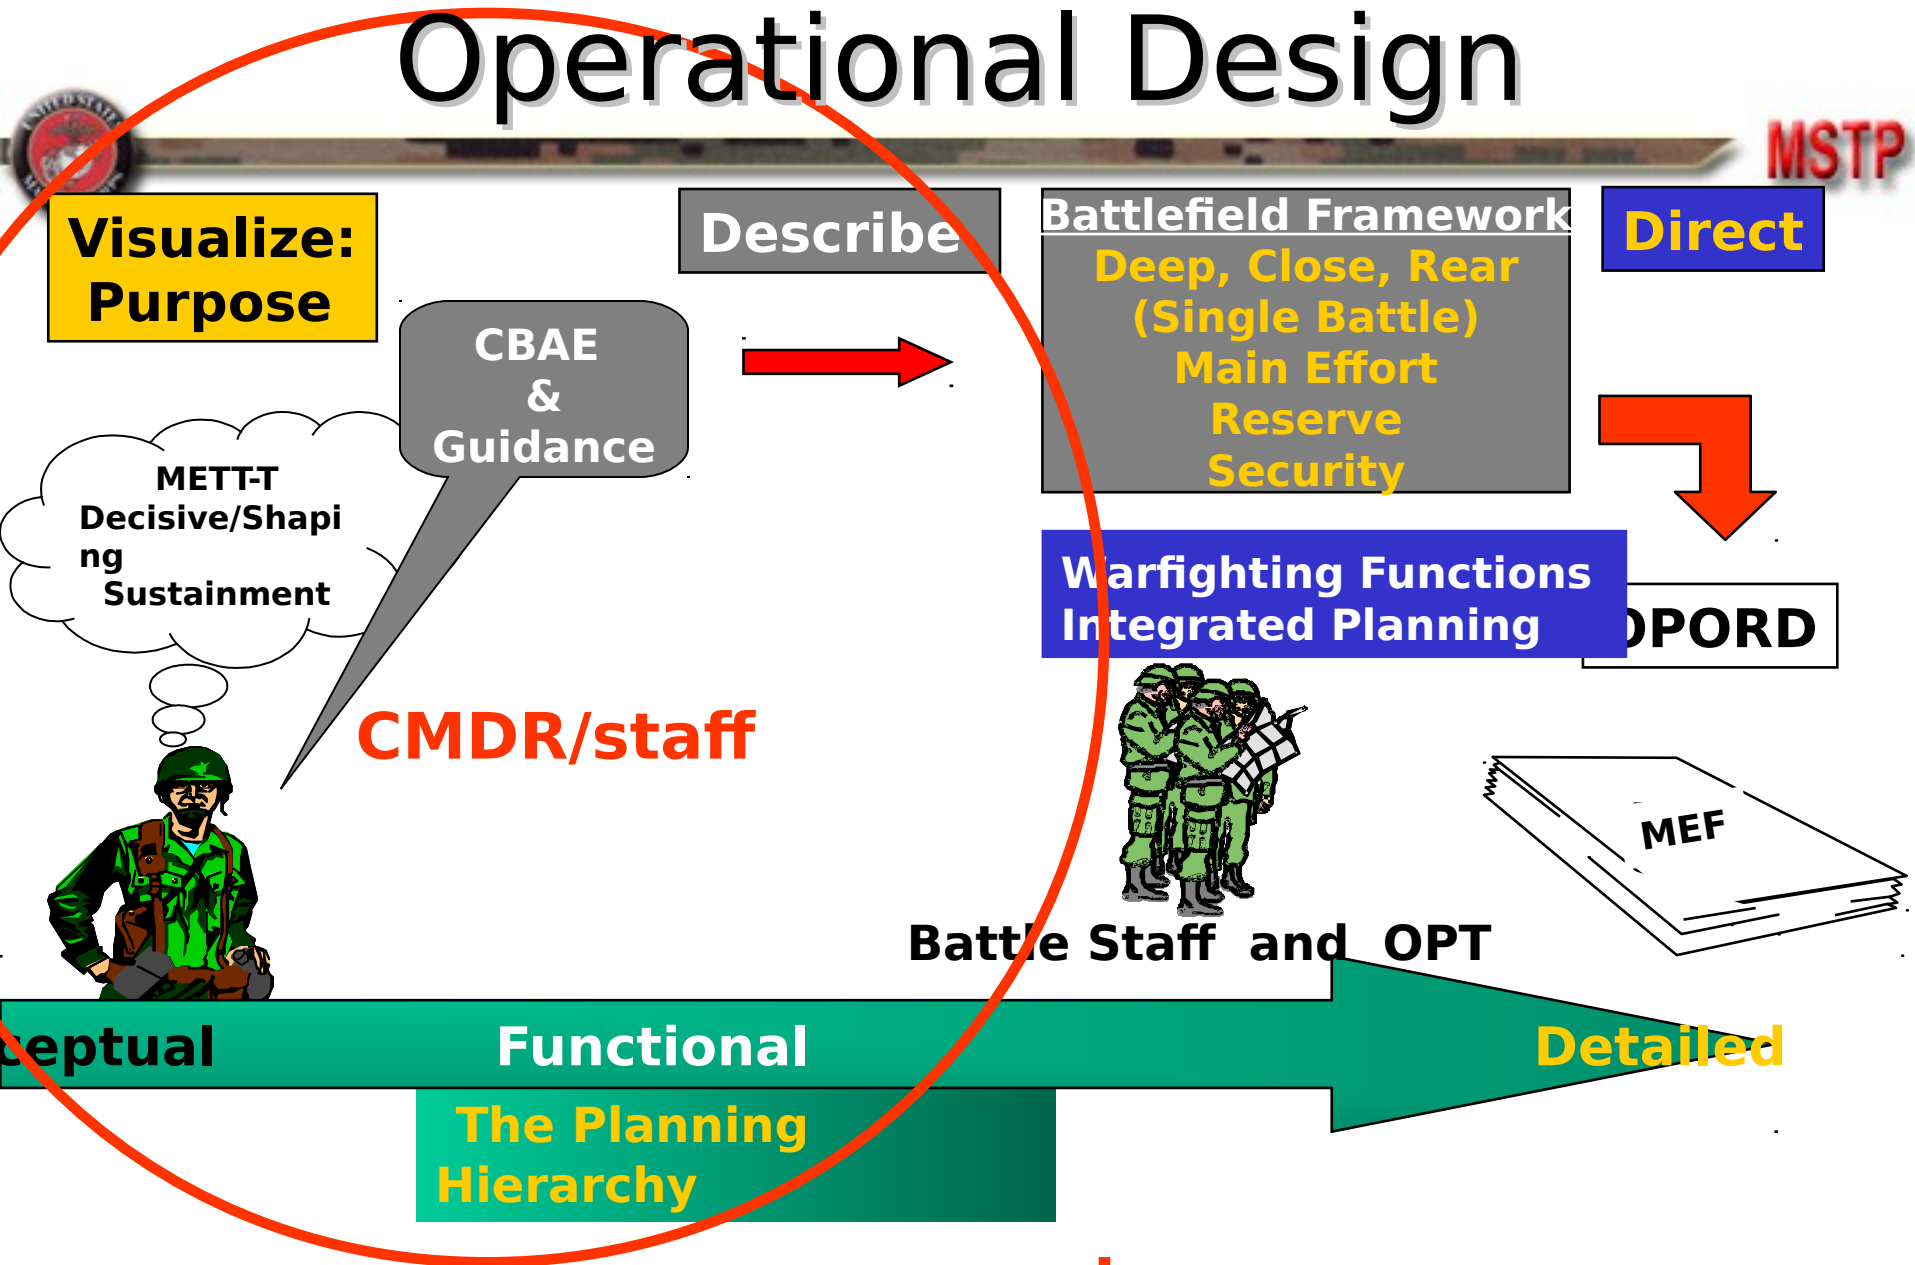 Operational Design
UNITED STATES
MSTP
Visualize:
Purpose
Describe
Battlefield Framework
Deep, Close, Rear
(Single Battle)
Main Effort
Reserve
Security
Direct
CBAE
&
Guidance
METT-T
Decisive/Shapi
ng
Sustainment
Warfighting Functions
Integrated Planning
OPORD
CMDR/staff
MEF
Battle Staff and OPT
ceptual
Functional
Detailed
The Planning
Hierarchy